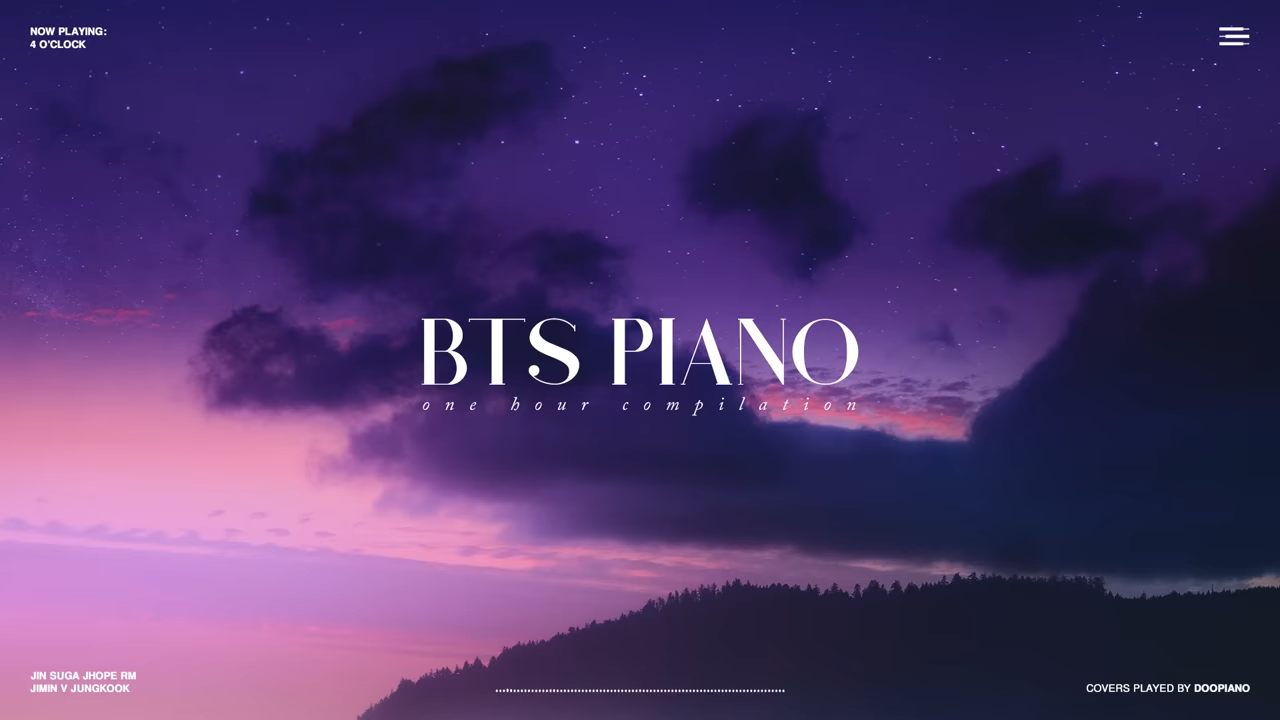 NOW PLAYING:
4 O'CLOCK
BTS PIANO
one hour compilation
JIN SUGA JHOPE RM
JIMIN V JUNGKOOK
COVERS PLAYED BY DOOPIANO